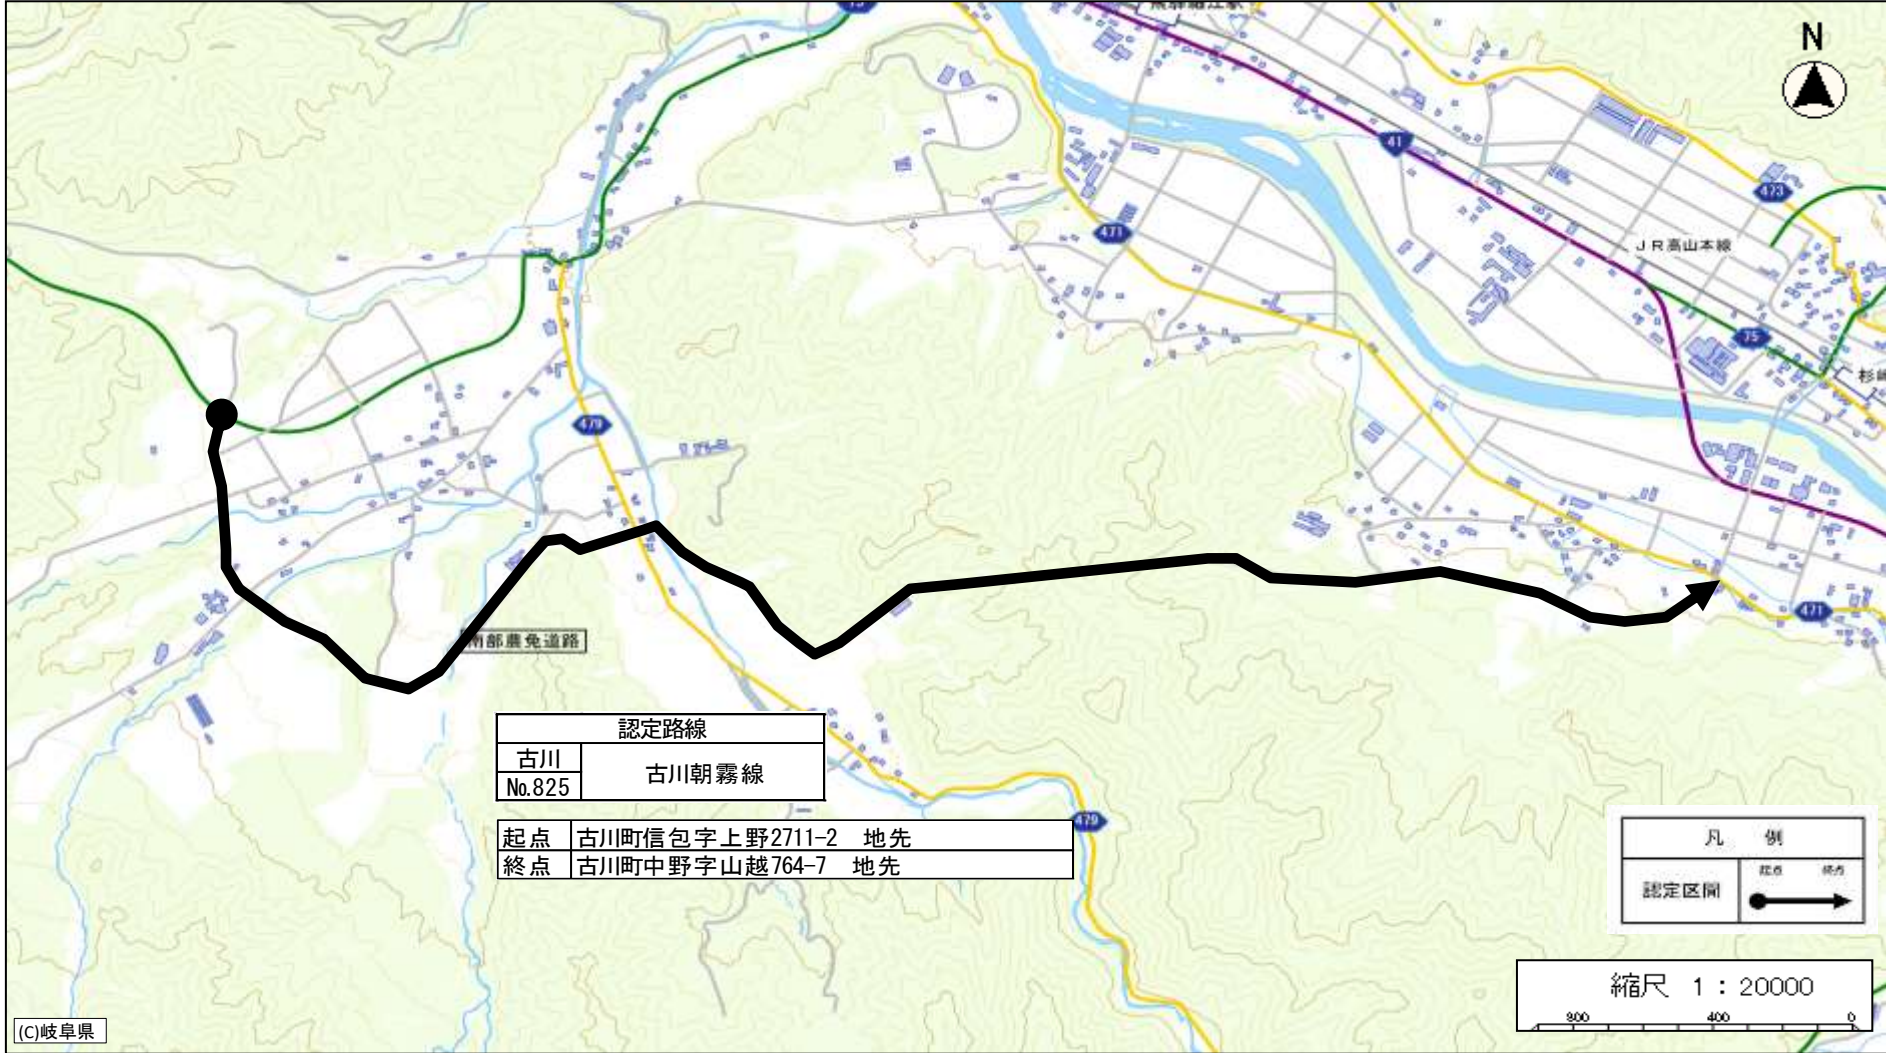 N
41
473
471
JR高山本線
75
479
471
南部農免道路
認定路線
古川
No.825
古川朝霧線
479
起点 古川町信包字上野2711-2 地先
終点 古川町中野字山越764-7 地先
凡 例
起点 終点
認定区間
縮尺 1：20000
800 400 0
(C)岐阜県